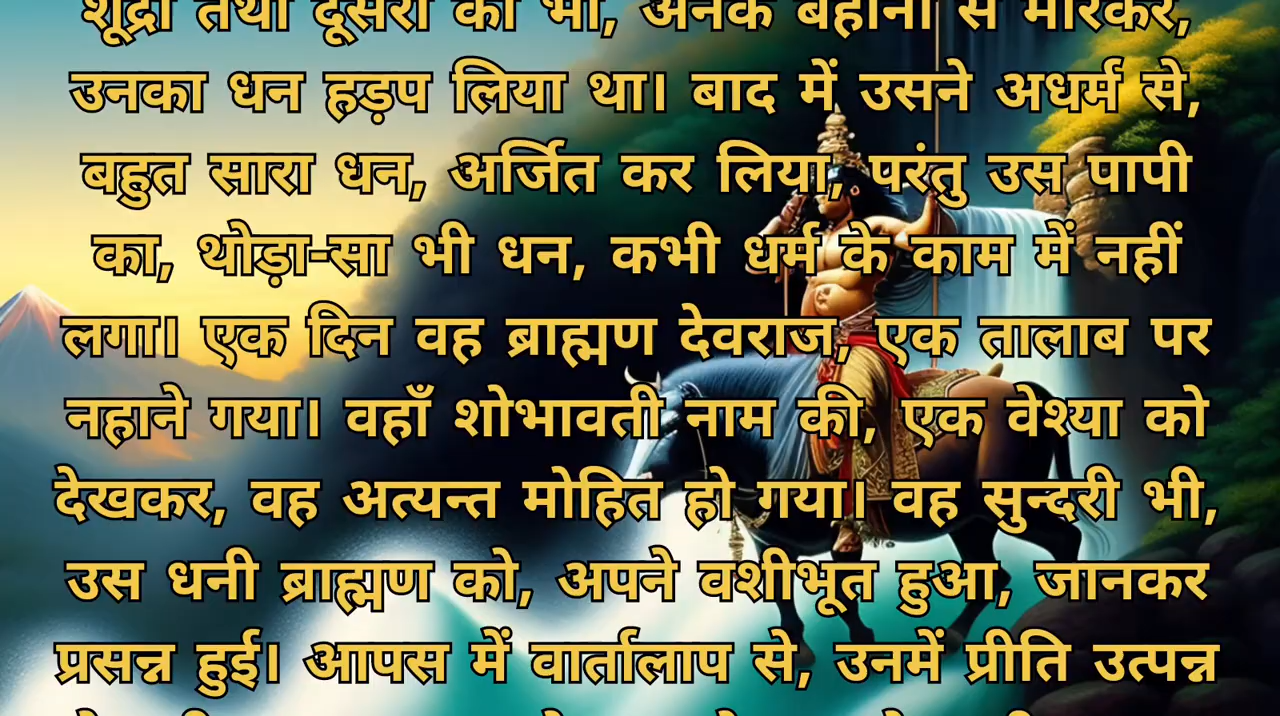 शूद्रों तथा दूसरों को भी, अनेक बहानों से मारकर,
उनका धन हड़प लिया था। बाद में उसने अधर्म से,
बहुत सारा धन, अर्जित कर लिया, परंतु उस पापी
का, थोड़ा-सा भी धन, कभी धर्म के काम में नहीं
लगा। एक दिन वह ब्राह्मण देवराज, एक तालाब पर
नहाने गया। वहाँ शोभावती नाम की, एक वेश्या को
देखकर, वह अत्यन्त मोहित हो गया। वह सुन्दरी भी,
उस धनी ब्राह्मण को, अपने वशीभूत हुआ, जानकर
प्रसन्न हुई। आपस में वार्तालाप से, उनमें प्रीति उत्पन्न